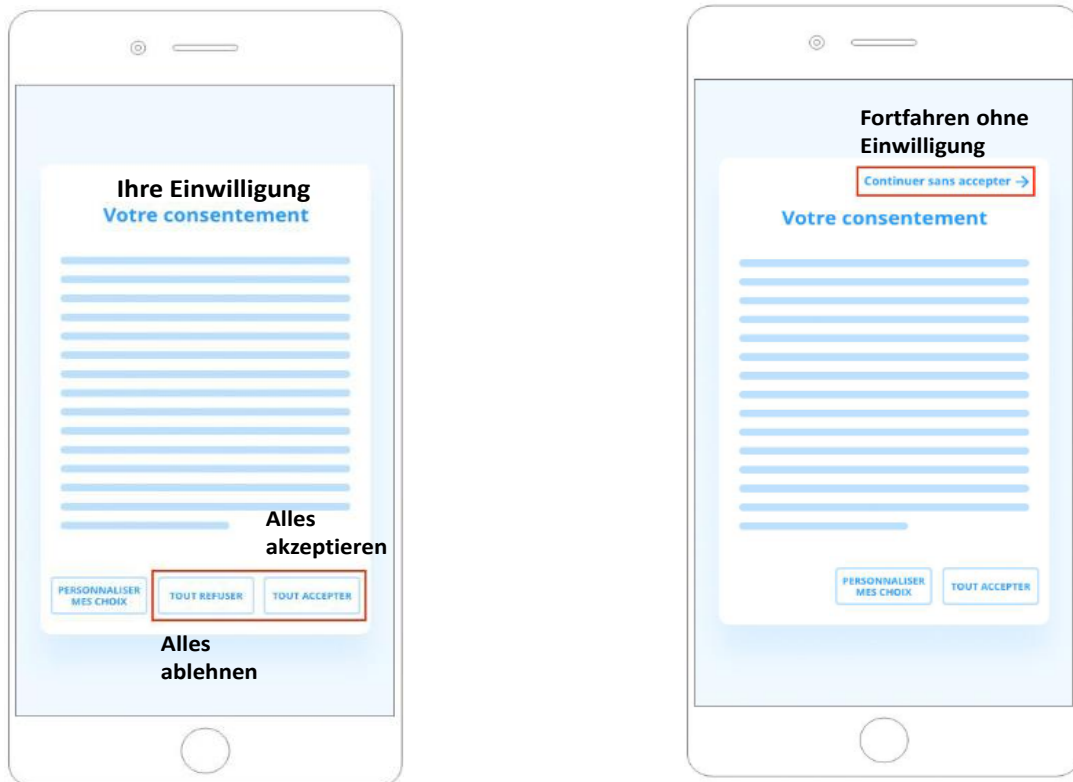 Ihre Einwilligung
Votre consentement
Alles
akzeptieren
PERSONNALISER
MES CHOIX
TOUT REFUSER
TOUT ACCEPTER
Alles
ablehnen
Fortfahren ohne
Einwilligung
Continuer sans accepter →
Votre consentement
PERSONNALISER
MES CHOIX
TOUT ACCEPTER